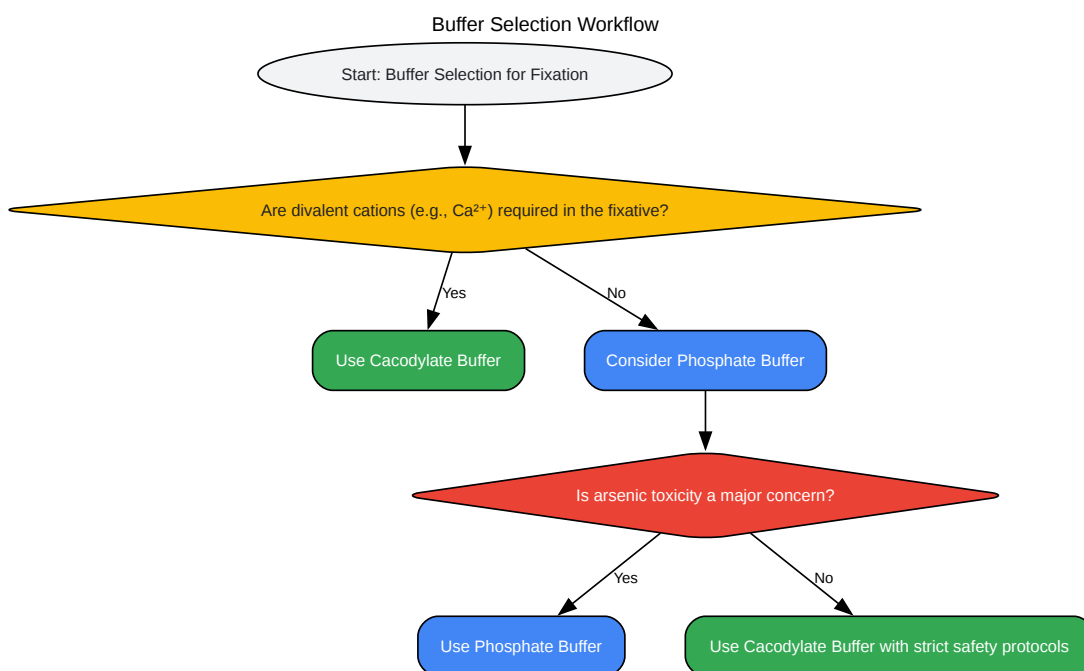 Buffer Selection Workflow
Start: Buffer Selection for Fixation
Are divalent cations (e.g., Ca²⁺) required in the fixative?
Yes
No
Use Cacodylate Buffer
Consider Phosphate Buffer
Is arsenic toxicity a major concern?
Yes
No
Use Phosphate Buffer
Use Cacodylate Buffer with strict safety protocols